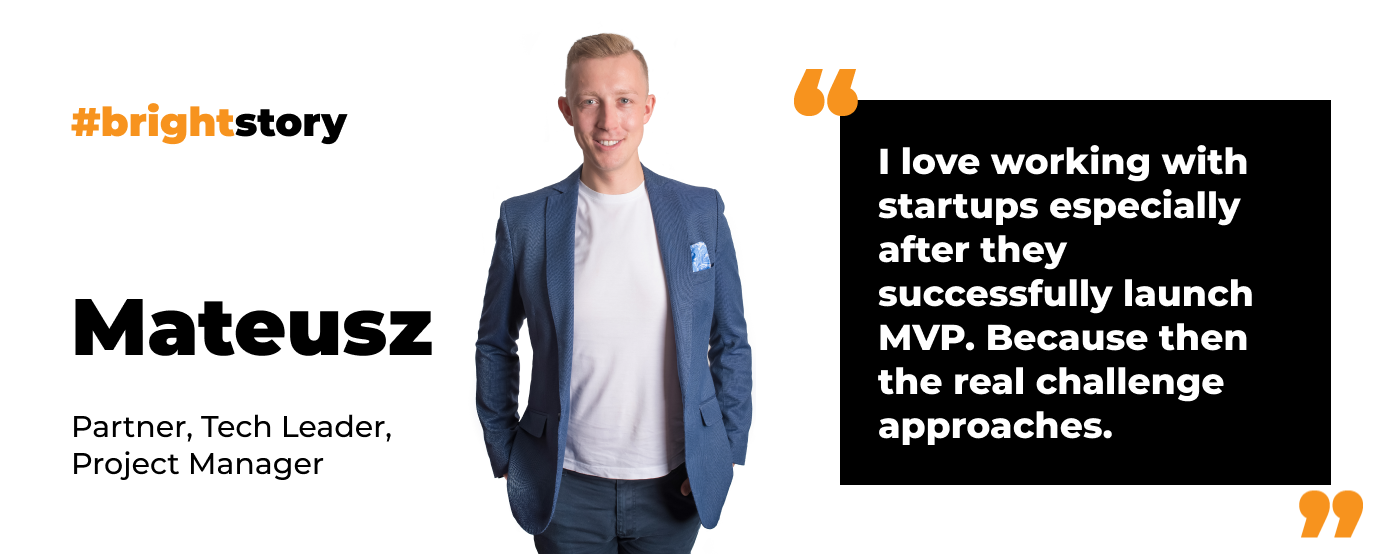 #brightstory
Mateusz
Partner, Tech Leader,
Project Manager
“
I love working with
startups especially
after they
successfully launch
MVP. Because then
the real challenge
approaches.
”